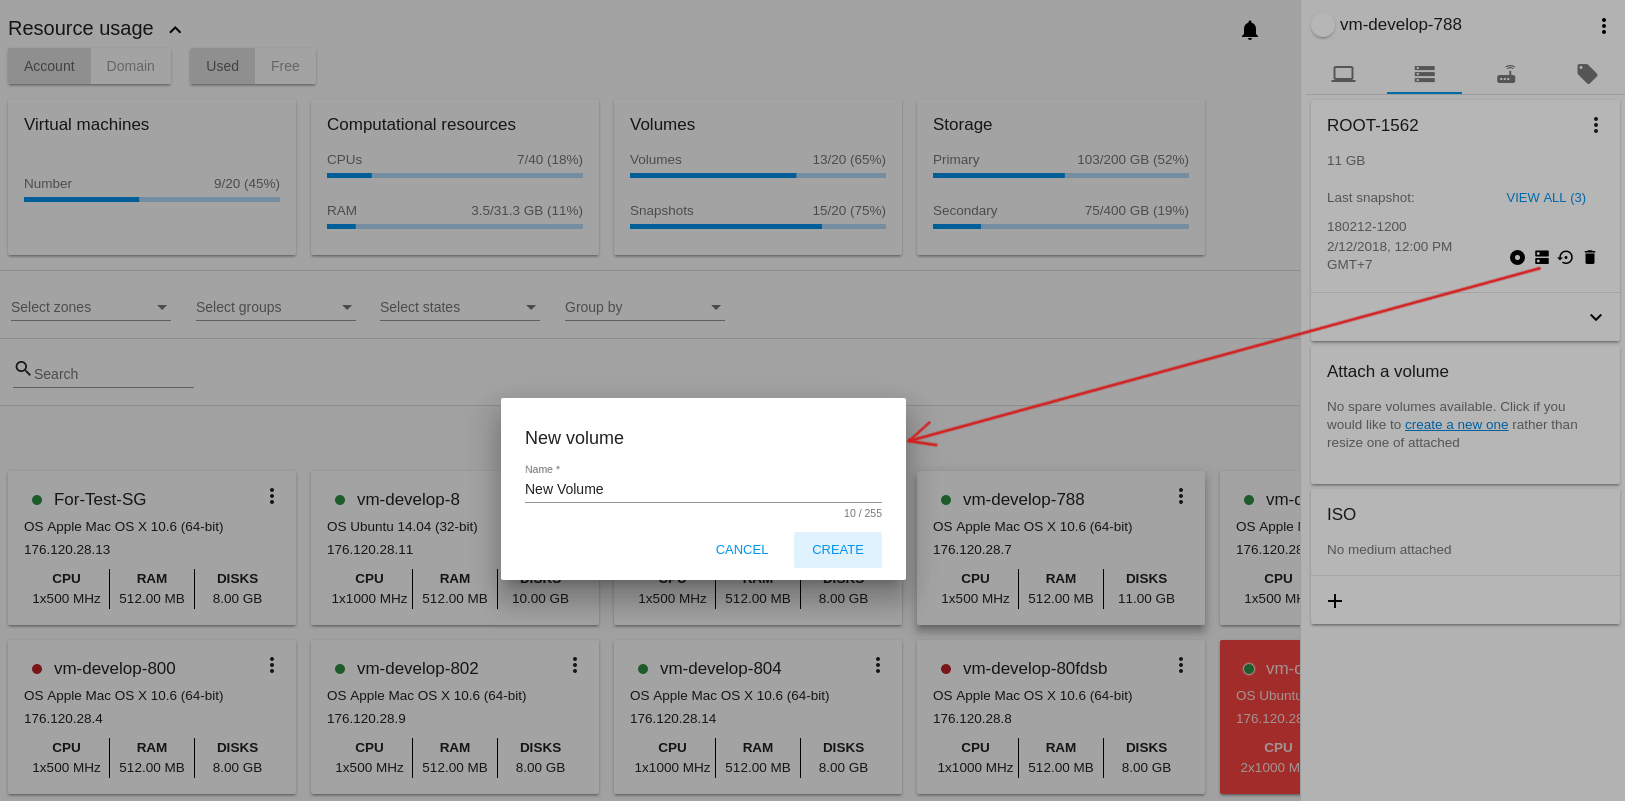 Resource usage
Account Domain Used Free
Virtual machines
Number 9/20 (45%)
Computational resources
CPUs 7/40 (18%)
RAM 3.5/31.3 GB (11%)
Volumes
Volumes 13/20 (65%)
Snapshots 15/20 (75%)
Storage
Primary 103/200 GB (52%)
Secondary 75/400 GB (19%)
Select zones Select groups Select states Group by
Search
New volume
Name *
New Volume
10 / 255
CANCEL CREATE
For-Test-SG
OS Apple Mac OS X 10.6 (64-bit)
176.120.28.13
CPU RAM DISKS
1x500 MHz 512.00 MB 8.00 GB
vm-develop-8
OS Ubuntu 14.04 (32-bit)
176.120.28.11
CPU RAM DISKS
1x1000 MHz 512.00 MB 10.00 GB
CPU RAM DISKS
1x500 MHz 512.00 MB 8.00 GB
vm-develop-788
OS Apple Mac OS X 10.6 (64-bit)
176.120.28.7
CPU RAM DISKS
1x500 MHz 512.00 MB 11.00 GB
OS Apple
CPU
1x500
vm-develop-800
OS Apple Mac OS X 10.6 (64-bit)
176.120.28.4
CPU RAM DISKS
1x500 MHz 512.00 MB 8.00 GB
vm-develop-802
OS Apple Mac OS X 10.6 (64-bit)
176.120.28.9
CPU RAM DISKS
1x500 MHz 512.00 MB 8.00 GB
vm-develop-804
OS Apple Mac OS X 10.6 (64-bit)
176.120.28.14
CPU RAM DISKS
1x1000 MHz 512.00 MB 8.00 GB
vm-develop-80fdsb
OS Apple Mac OS X 10.6 (64-bit)
176.120.28.8
CPU RAM DISKS
1x1000 MHz 512.00 MB 8.00 GB
OS
CPU
2x1000
vm-develop-788
ROOT-1562
11 GB
Last snapshot: VIEW ALL (3)
180212-1200
2/12/2018, 12:00 PM
GMT+7
Attach a volume
No spare volumes available. Click if you
would like to create a new one rather than
resize one of attached
ISO
No medium attached